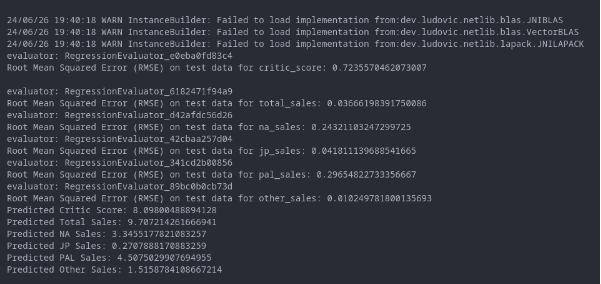 24/06/26 19:40:18 WARN InstanceBuilder: Failed to load implementation from:dev.ludovic.netlib.blas.JNIBLAS
24/06/26 19:40:18 WARN InstanceBuilder: Failed to load implementation from:dev.ludovic.netlib.blas.VectorBLAS
24/06/26 19:40:18 WARN InstanceBuilder: Failed to load implementation from:dev.ludovic.netlib.lapack.JNILAPACK
evaluator: RegressionEvaluator_e0eba0fd83c4
Root Mean Squared Error (RMSE) on test data for critic_score: 0.7235570462073007
evaluator: RegressionEvaluator_6182471f94a9
Root Mean Squared Error (RMSE) on test data for total_sales: 0.03666198391750086
evaluator: RegressionEvaluator_d42afdc56d26
Root Mean Squared Error (RMSE) on test data for na_sales: 0.24321103247299725
evaluator: RegressionEvaluator_42cbaa257d04
Root Mean Squared Error (RMSE) on test data for jp_sales: 0.041811139688541665
evaluator: RegressionEvaluator_341cd2b00856
Root Mean Squared Error (RMSE) on test data for pal_sales: 0.29654822733356667
evaluator: RegressionEvaluator_89bc0b0cb73d
Root Mean Squared Error (RMSE) on test data for other_sales: 0.010249781800135693
Predicted Critic Score: 8.09800488894128
Predicted Total Sales: 9.707214261666941
Predicted NA Sales: 3.3455177821083257
Predicted JP Sales: 0.2707888170883259
Predicted PAL Sales: 4.5075029907694955
Predicted Other Sales: 1.5158784108667214